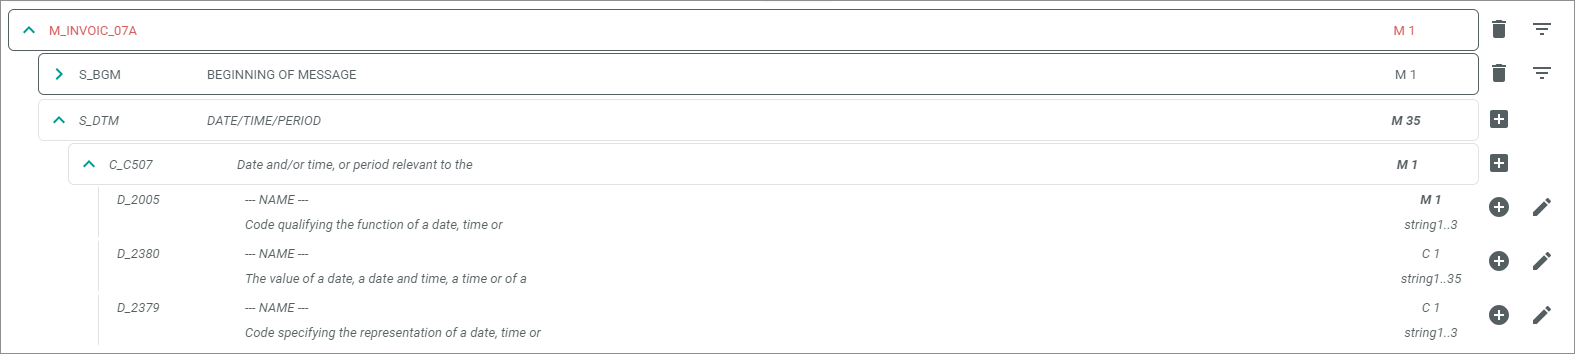 M_INVOIC_07A M 1
S_BGM BEGINNING OF MESSAGE M 1
S_DTM DATE/TIME/PERIOD M 35
C_C507 Date and/or time, or period relevant to the M 1
D_2005 --- NAME --- M 1
Code qualifying the function of a date, time or string1..3
D_2380 --- NAME --- C 1
The value of a date, a date and time, a time or of a string1..35
D_2379 --- NAME --- C 1
Code specifying the representation of a date, time or string1..3